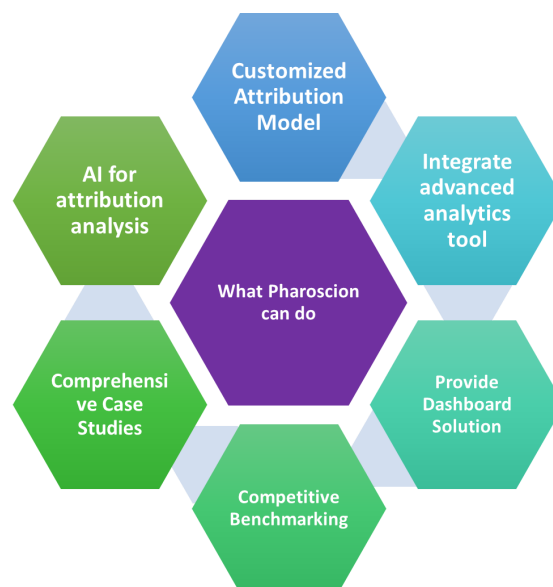 Customized
Attribution
Model
Integrate
advanced
analytics
tool
Provide
Dashboard
Solution
Competitive
Benchmarking
Comprehensi
ve Case
Studies
AI for
attribution
analysis
What Pharoscion
can do